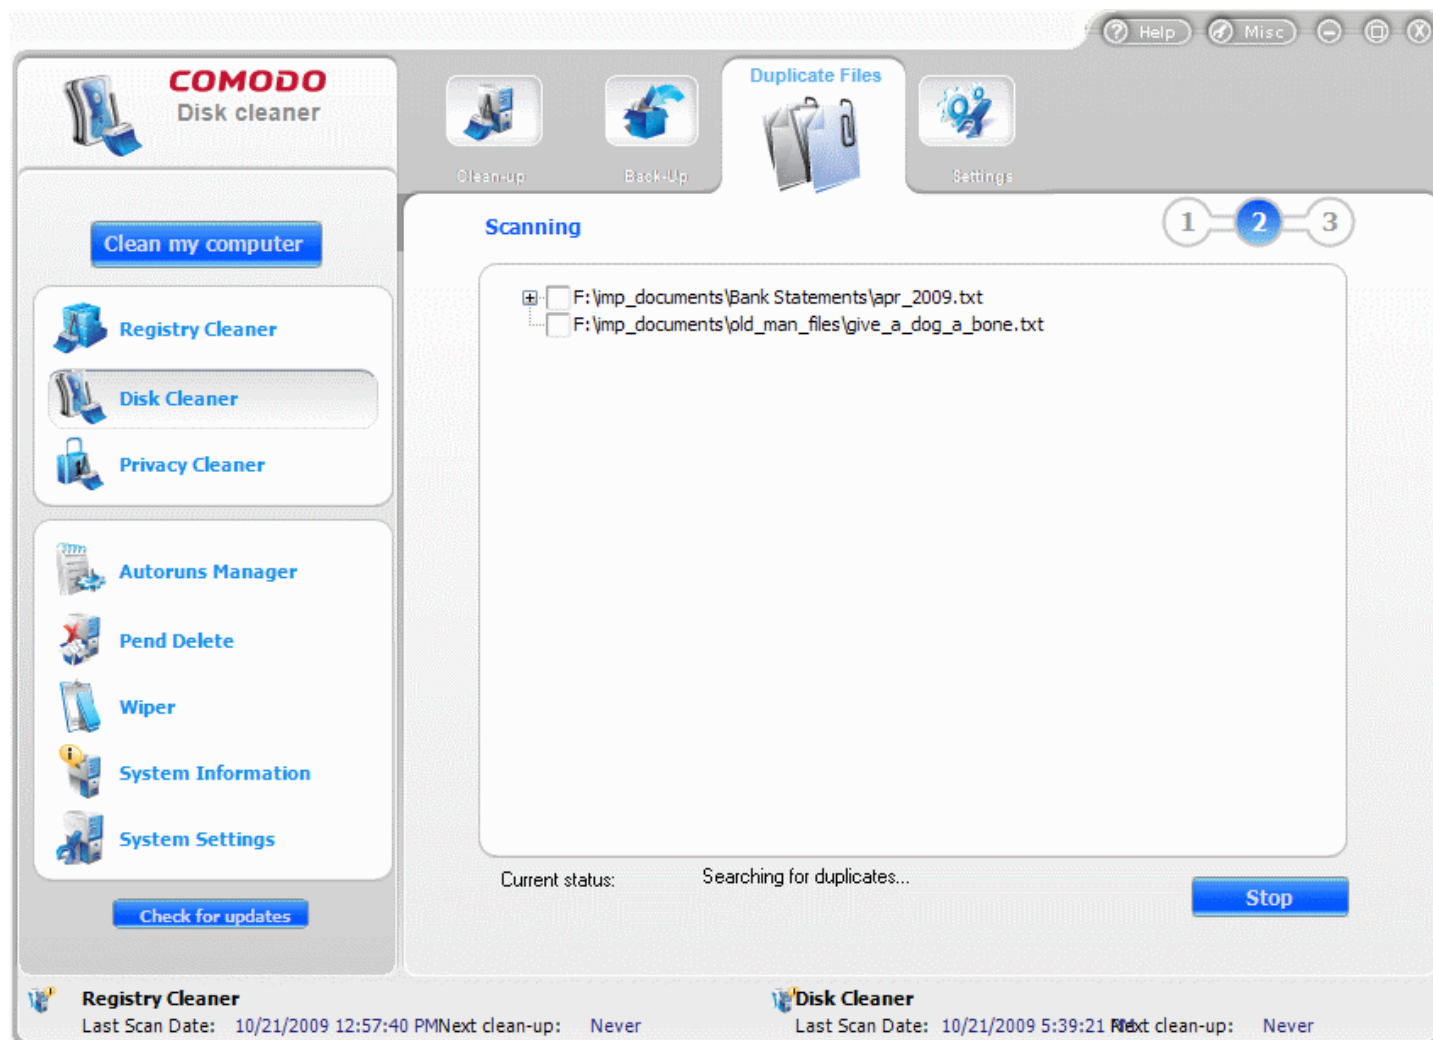 Help Misc
COMODO
Disk cleaner
Duplicate Files
Clean-up Back-Up Settings
Scanning 1 2 3
Clean my computer
F:\imp_documents\Bank Statements\apr_2009.txt
F:\imp_documents\old_man_files\give_a_dog_a_bone.txt
Registry Cleaner
Disk Cleaner
Privacy Cleaner
Autoruns Manager
Pend Delete
Wiper
System Information
System Settings
Current status: Searching for duplicates...
Stop
Check for updates
Registry Cleaner
Last Scan Date: 10/21/2009 12:57:40 PM Next clean-up: Never
Disk Cleaner
Last Scan Date: 10/21/2009 5:39:21 Next clean-up: Never